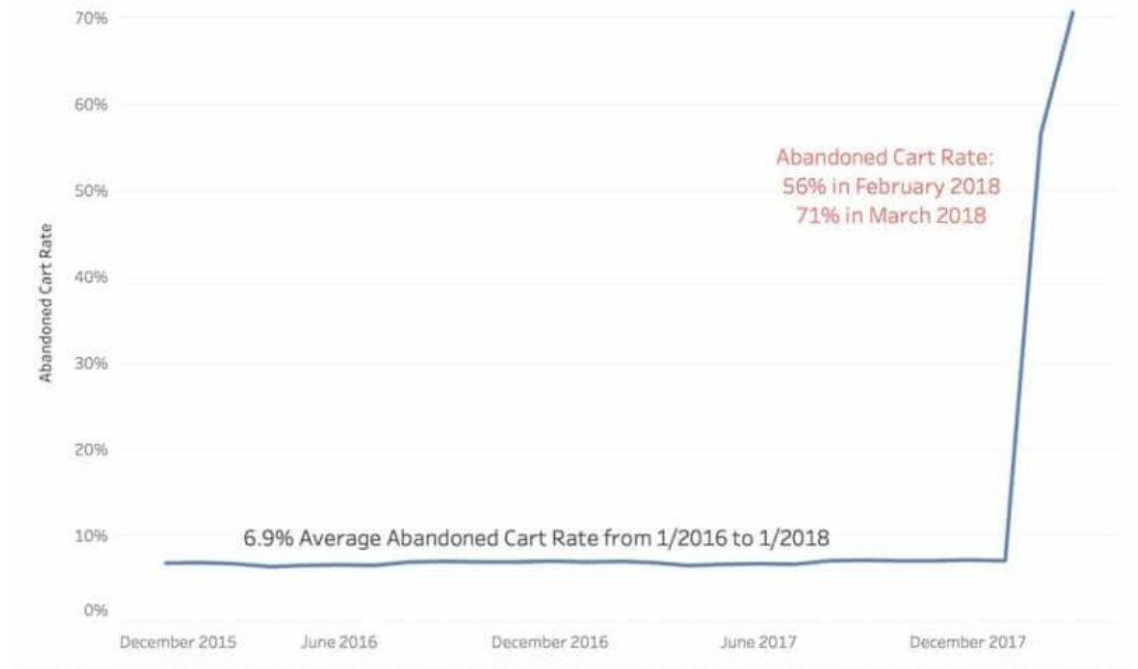 70%
60%
Abandoned Cart Rate:
56% in February 2018
71% in March 2018
50%
Abandoned Cart Rate
40%
30%
20%
10%
6.9% Average Abandoned Cart Rate from 1/2016 to 1/2018
0%
December 2015
June 2016
December 2016
June 2017
December 2017